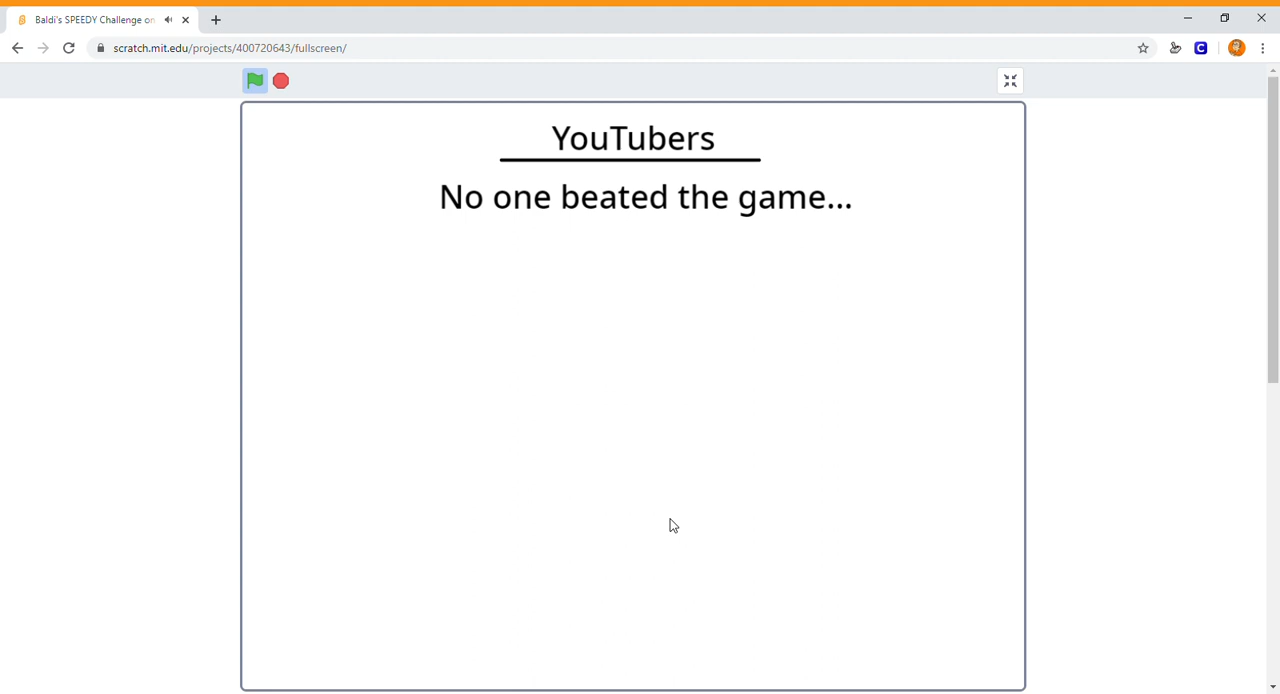 Baldi's SPEEDY Challenge on
scratch.mit.edu/projects/400720643/fullscreen/
YouTubers
No one beated the game...